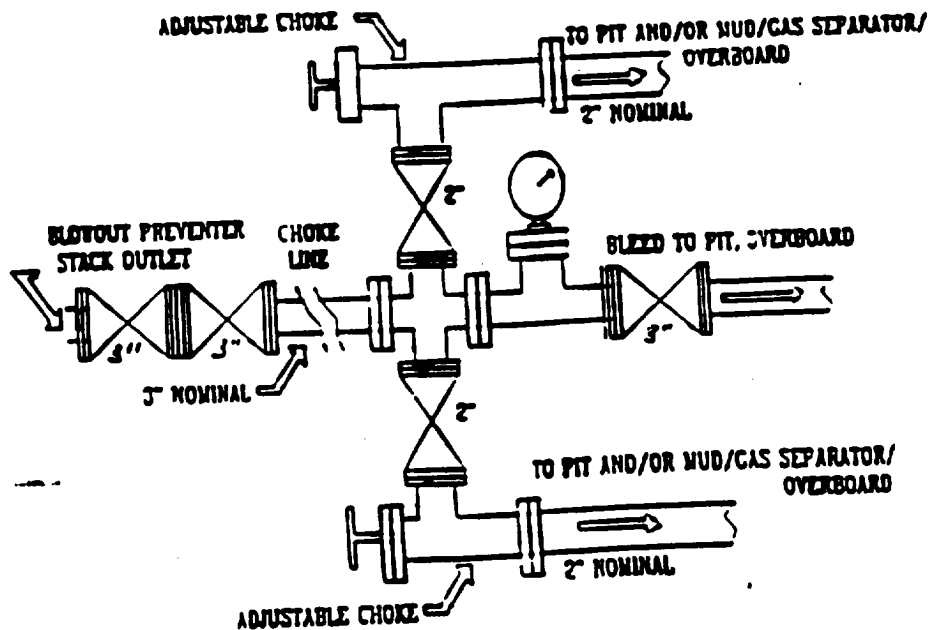 ADJUSTABLE CHOKE
TO PIT AND/OR MUD/GAS SEPARATOR/
OVERBOARD
2" NOMINAL
2"
BLOWOUT PREVENTER
STACK OUTLET
CHOKE
LINE
BLEED TO PIT, OVERBOARD
3"
3"
3"
3" NOMINAL
2"
TO PIT AND/OR MUD/GAS SEPARATOR/
OVERBOARD
2" NOMINAL
ADJUSTABLE CHOKE